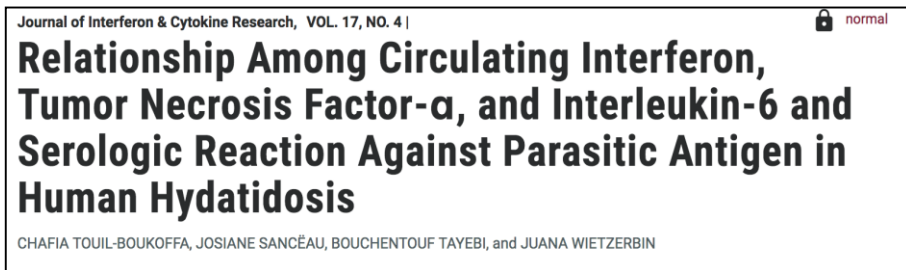 Journal of Interferon & Cytokine Research, VOL. 17, NO. 4 |
normal
Relationship Among Circulating Interferon,
Tumor Necrosis Factor-α, and Interleukin-6 and
Serologic Reaction Against Parasitic Antigen in
Human Hydatidosis
CHAFIA TOUIL-BOUKOFFA, JOSIANE SANCËAU, BOUCHENTOUF TAYEBI, and JUANA WIETZERBIN